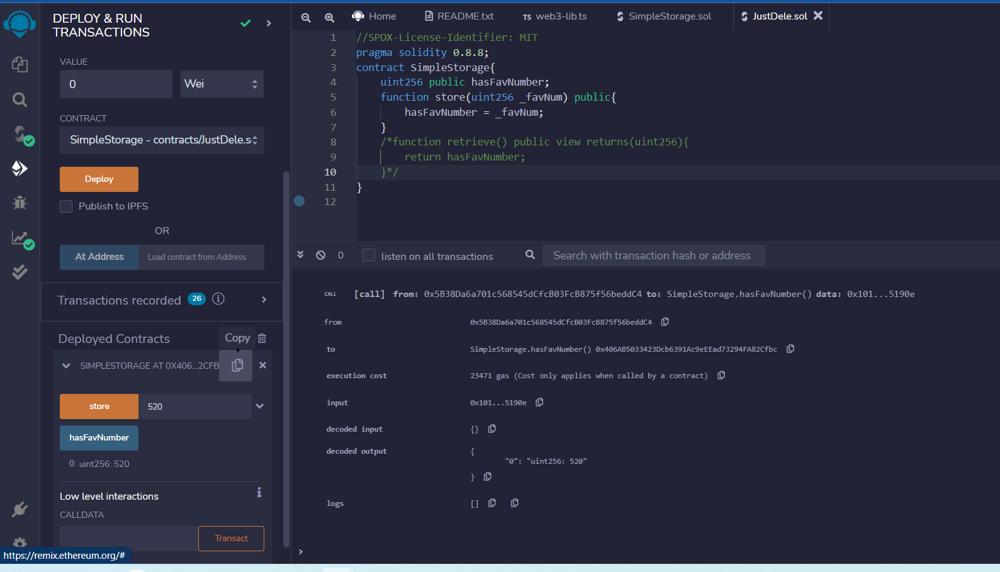 DEPLOY & RUN
TRANSACTIONS
VALUE
0
Wei
CONTRACT
SimpleStorage - contracts/JustDele.s
Deploy
Publish to IPFS
OR
At Address
Load contract from Address
Transactions recorded 26
Deployed Contracts
Copy
SIMPLESTORAGE AT 0X406...2CFB
store
520
hasFavNumber
0: uint256: 520
Low level interactions
CALLDATA
Transact
https://remix.ethereum.org/#
Home
README.txt
TS web3-lib.ts
SimpleStorage.sol
JustDele.sol
1 //SPDX-License-Identifier: MIT
2 pragma solidity 0.8.8;
3 contract SimpleStorage{
4 uint256 public hasFavNumber;
5 function store(uint256 _favNum) public{
6 hasFavNumber = _favNum;
7 }
8 /*function retrieve() public view returns(uint256){
9 return hasFavNumber;
10 }*/
11 }
12
0
listen on all transactions
Search with transaction hash or address
CALL [call] from: 0x5B38Da6a701c568545dCfcB03FcB875f56beddC4 to: SimpleStorage.hasFavNumber() data: 0x101...5190e
from 0x5B38Da6a701c568545dCfcB03FcB875f56beddC4
to SimpleStorage.hasFavNumber() 0x406AB5033423Dcb6391Ac9eEEad73294FA82Cfbc
execution cost 23471 gas (Cost only applies when called by a contract)
input 0x101...5190e
decoded input {}
decoded output {
"0": "uint256: 520"
}
logs []
>